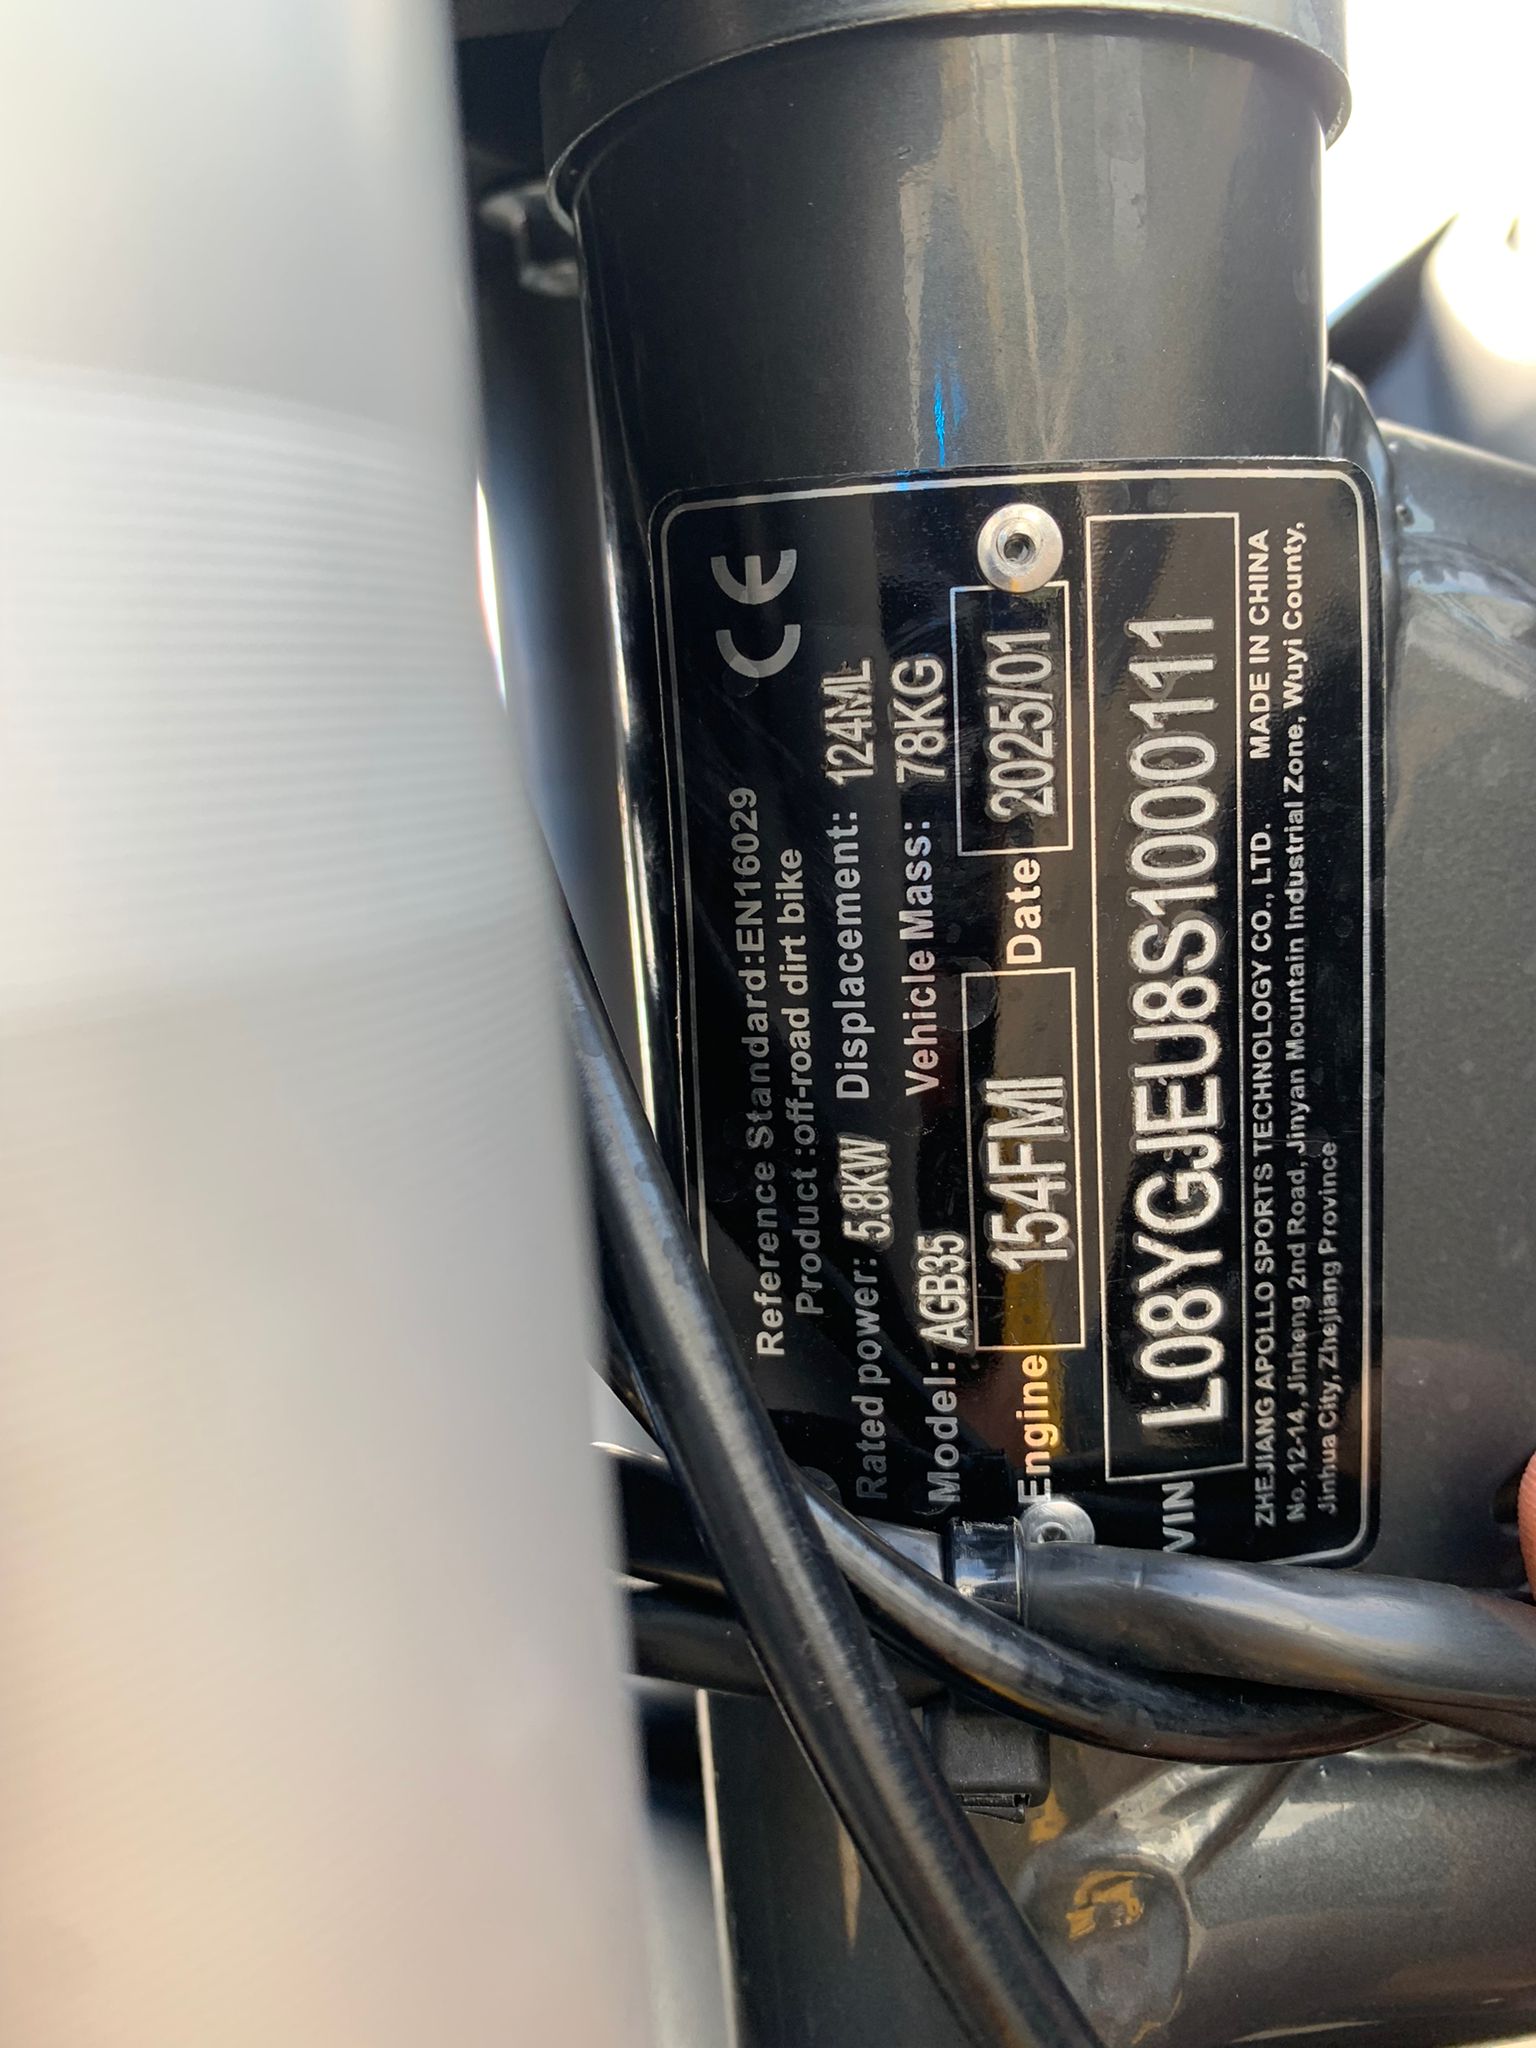 CE
Reference Standard:EN16029
Product :off-road dirt bike
Rated power: 5.8KW Displacement: 124ML
Model: AGB35 Vehicle Mass: 78KG
Engine 154FMI Date 2025/01
VIN L08YGJEU8S1000111
ZHEJIANG APOLLO SPORTS TECHNOLOGY CO., LTD. MADE IN CHINA
No.12-14, Jinheng 2nd Road, Jinyan Mountain Industrial Zone, Wuyi County,
Jinhua City, Zhejiang Province